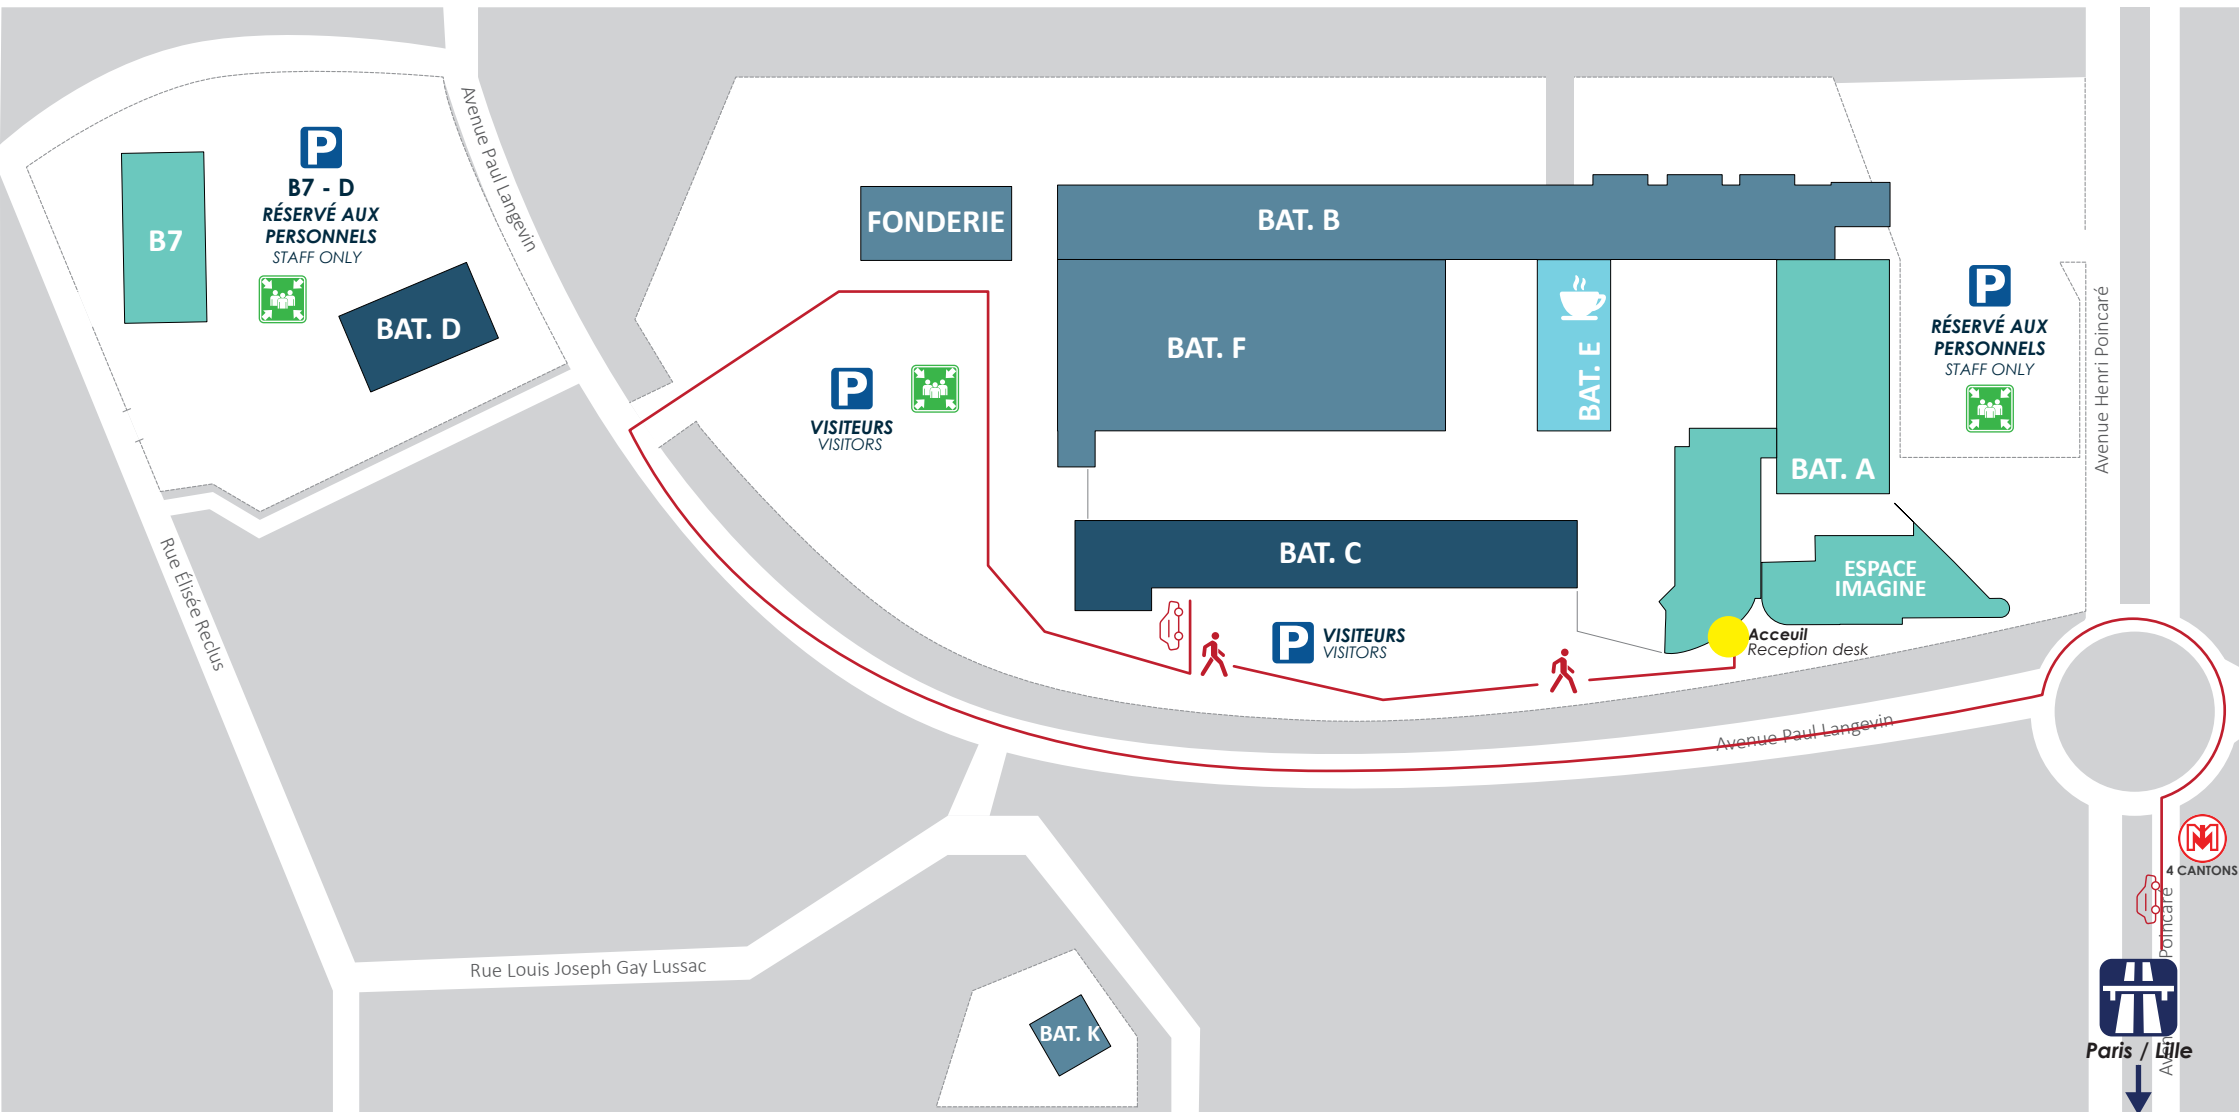 Avenue Paul Langevin
P
B7 - D
RÉSERVÉ AUX
PERSONNELS
STAFF ONLY
B7
BAT. D
FONDERIE
BAT. B
BAT. F
BAT. E
BAT. A
P
RÉSERVÉ AUX
PERSONNELS
STAFF ONLY
Avenue Henri Poincaré
P
VISITEURS
VISITORS
BAT. C
ESPACE
IMAGINE
P
VISITEURS
VISITORS
Acceuil
Reception desk
Rue Élisée Reclus
Avenue Paul Langevin
M
4 CANTONS
Poincaré
Rue Louis Joseph Gay Lussac
BAT. K
Paris / Lille